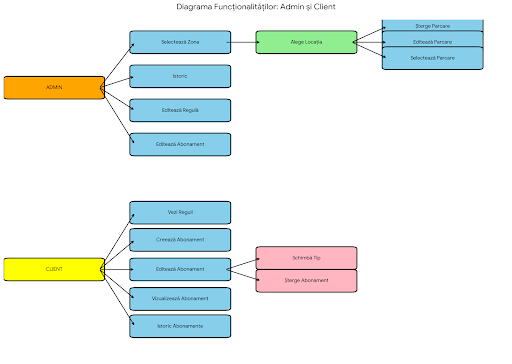 Diagrama Funcționalităților: Admin și Client
Șterge Parcare
Selectează Zona
Alege Locația
Editează Parcare
Selectează Parcare
Istoric
ADMIN
Editează Regulă
Editează Abonament
Vezi Reguli
Creează Abonament
Schimbă Tip
CLIENT
Editează Abonament
Șterge Abonament
Vizualizează Abonament
Istoric Abonamente